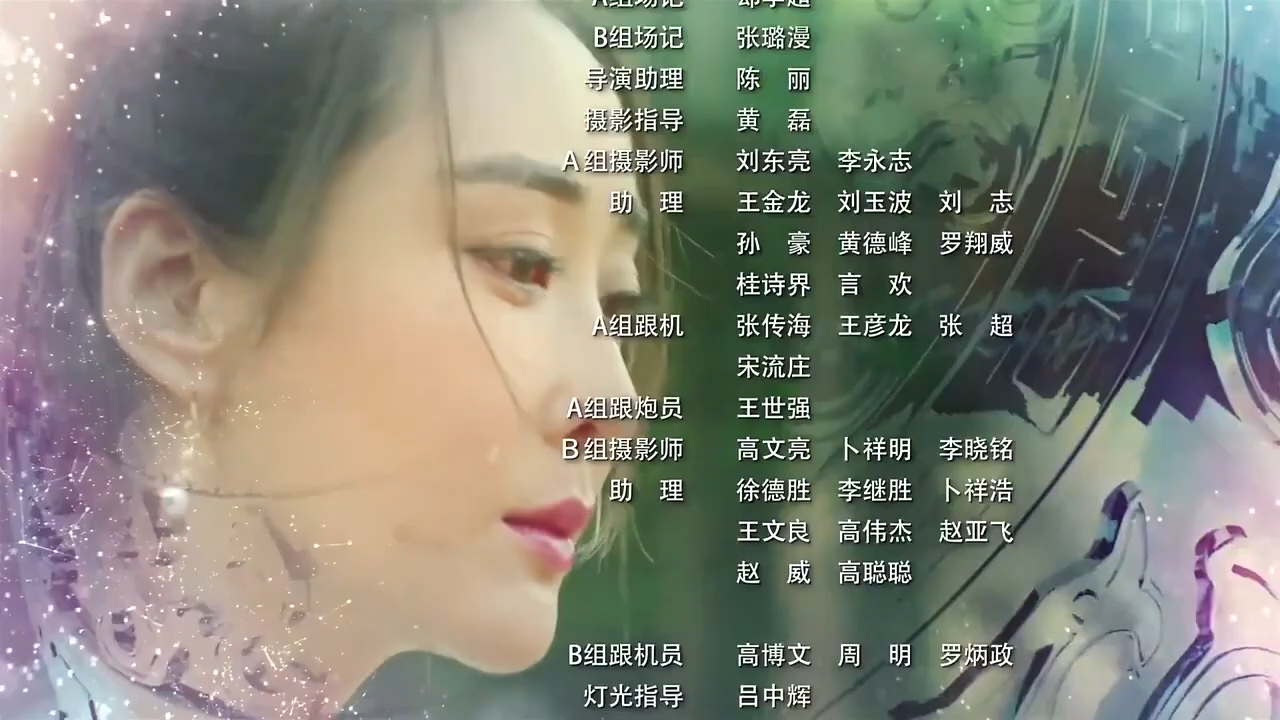 B组场记 张璐漫
导演助理 陈 丽
摄影指导 黄 磊
A组摄影师 刘东亮 李永志
助 理 王金龙 刘玉波 刘 志
孙 豪 黄德峰 罗翔威
桂诗界 言 欢
A组跟机 张传海 王彦龙 张 超
宋流庄
A组跟炮员 王世强
B组摄影师 高文亮 卜祥明 李晓铭
助 理 徐德胜 李继胜 卜祥浩
王文良 高伟杰 赵亚飞
赵 威 高聪聪
B组跟机员 高博文 周 明 罗炳政
灯光指导 吕中辉